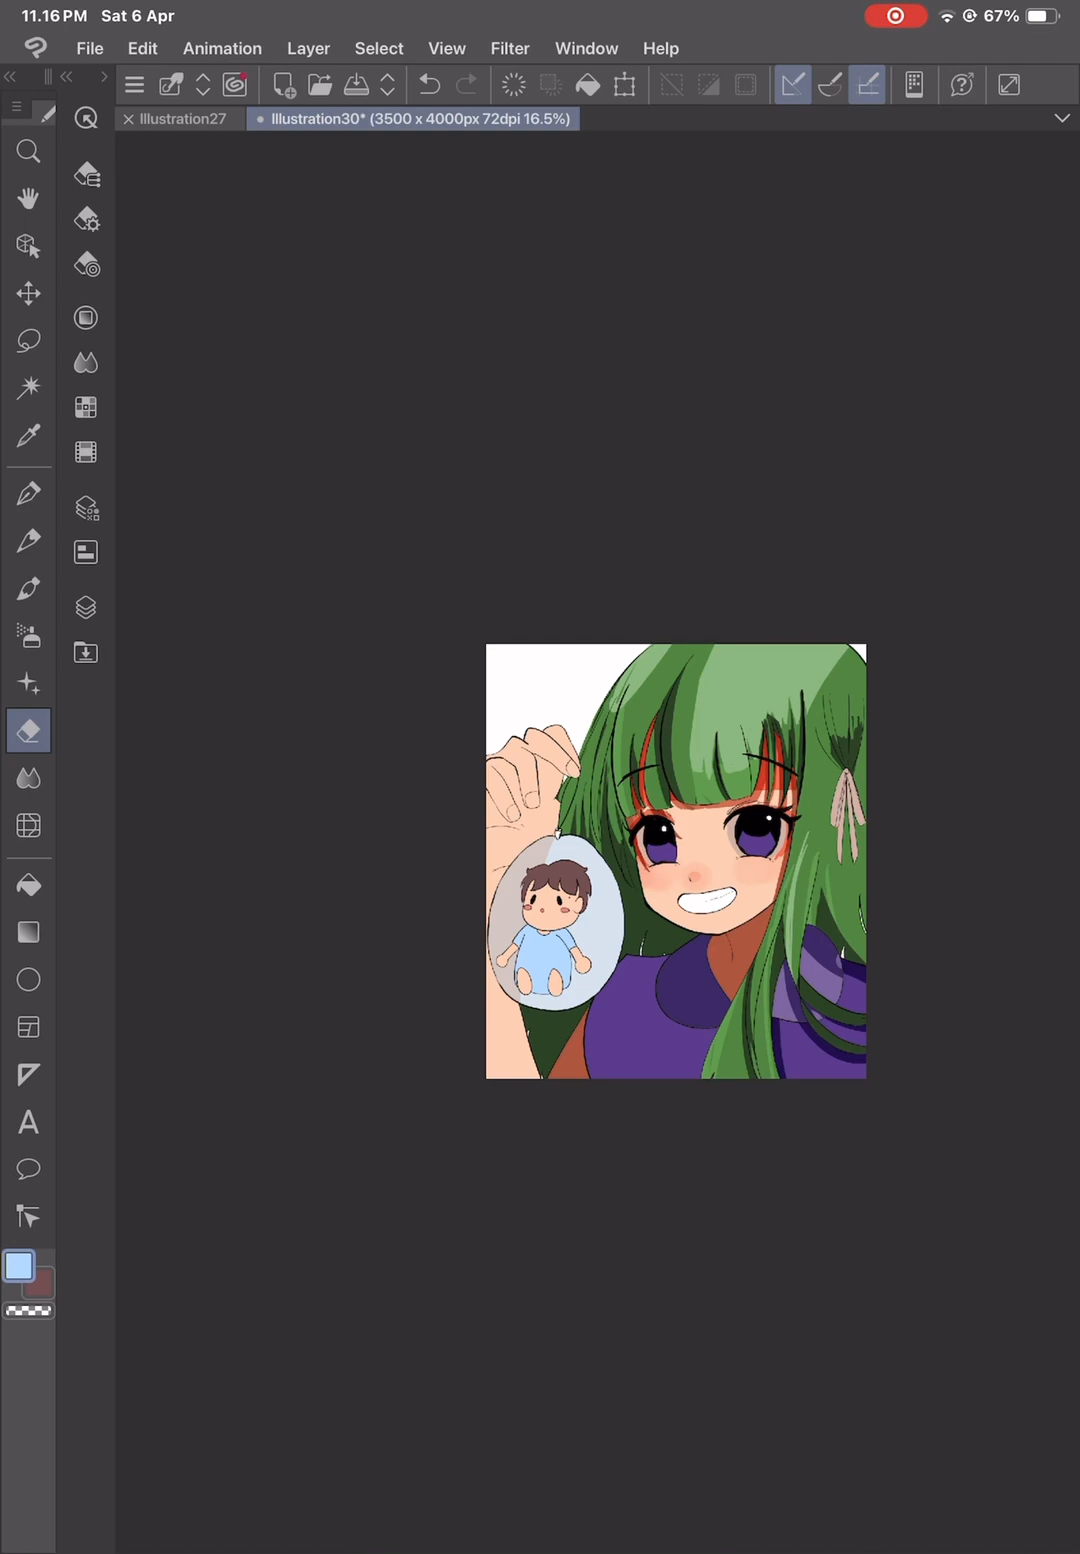 11.16 PM Sat 6 Apr 67%
File Edit Animation Layer Select View Filter Window Help
Illustration27 Illustration30* (3500 x 4000px 72dpi 16.5%)